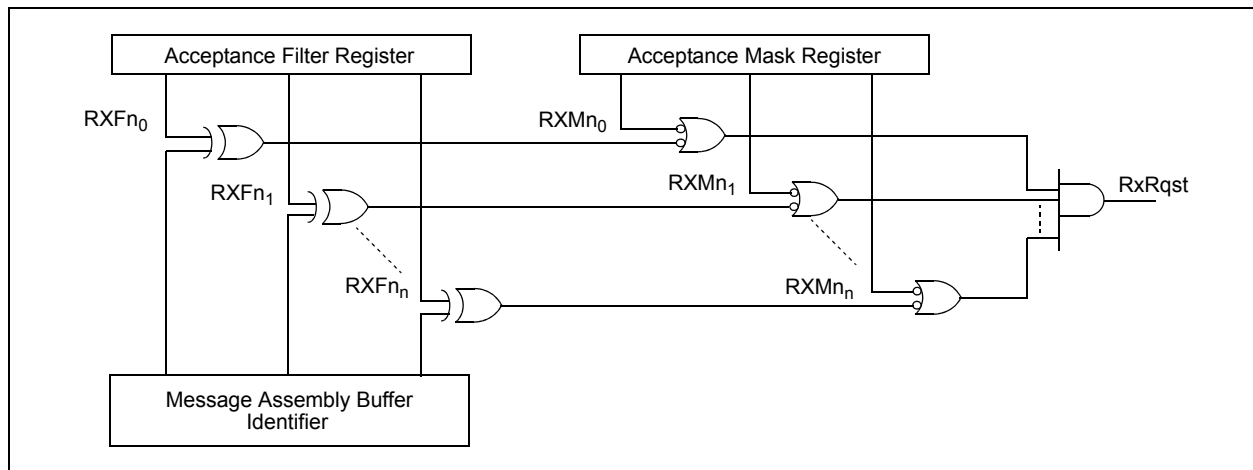 Acceptance Filter Register
Acceptance Mask Register
RXFn0
RXMn0
RXFn1
RXMn1
RxRqst
RXFnn
RXMnn
Message Assembly Buffer
Identifier